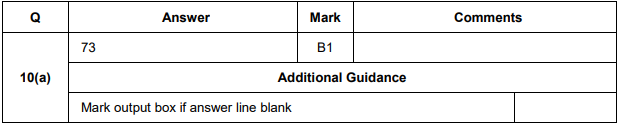 Q Answer Mark Comments
10(a) 73 B1
Additional Guidance
Mark output box if answer line blank